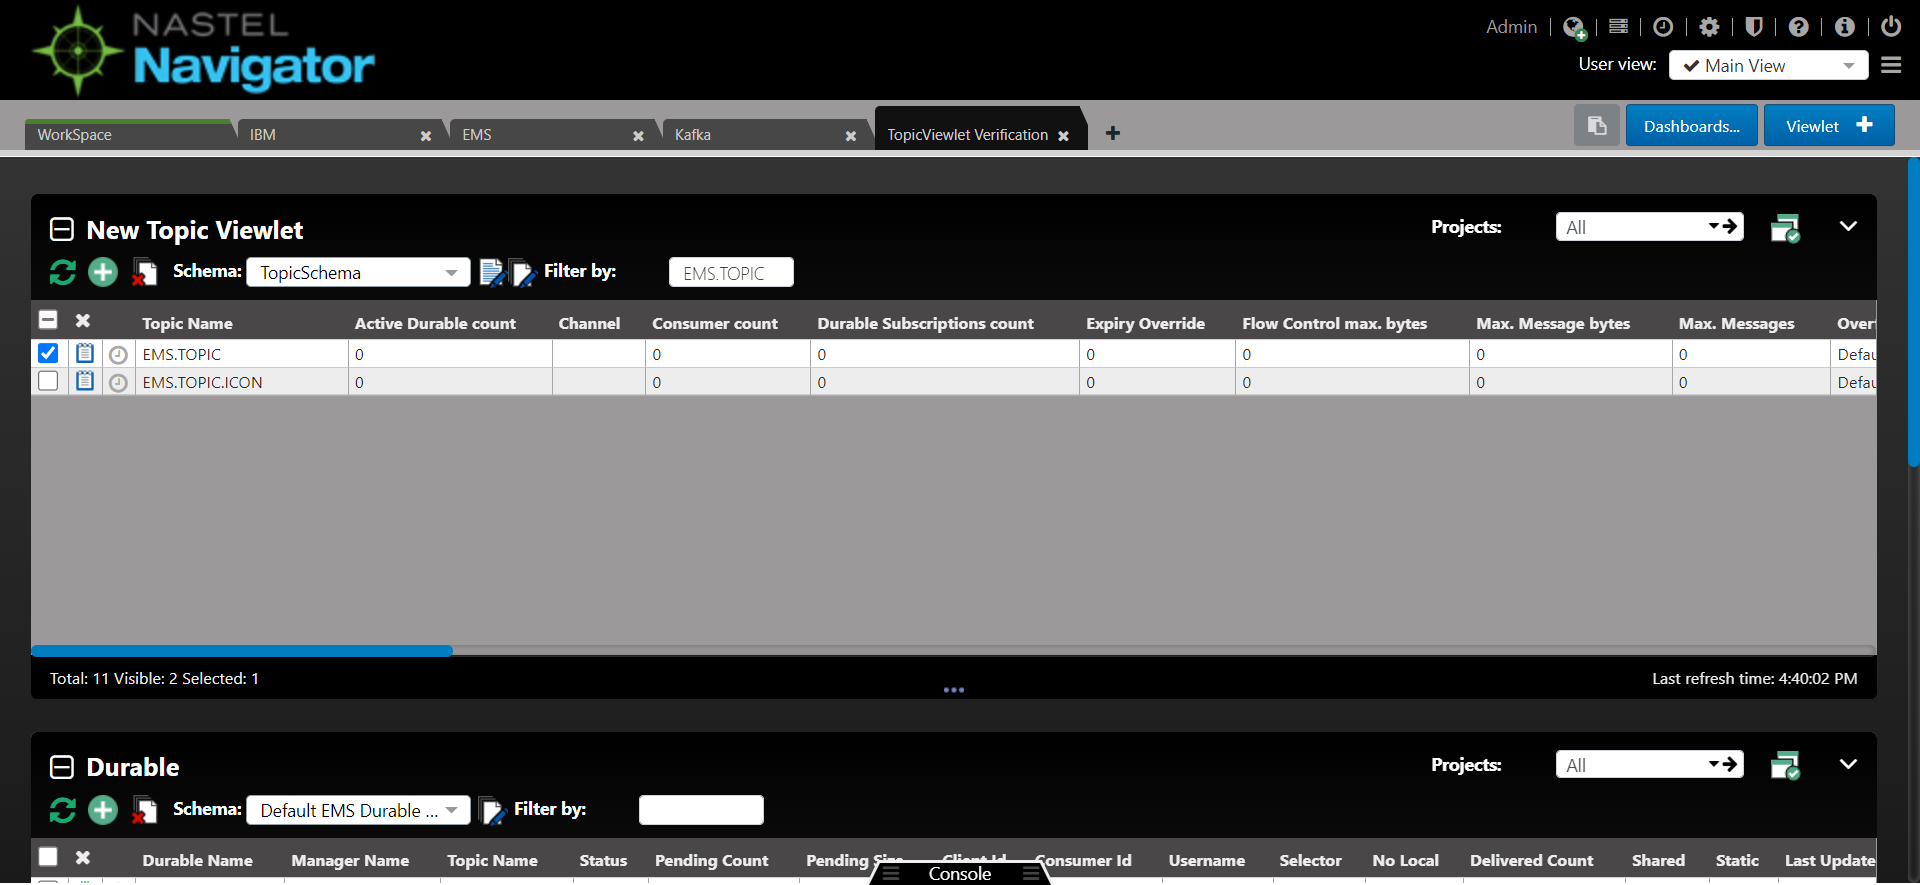 NASTEL
Navigator
Admin
User view: Main View
WorkSpace IBM EMS Kafka TopicViewlet Verification
Dashboards... Viewlet
New Topic Viewlet
Projects: All
Schema: TopicSchema Filter by: EMS.TOPIC
Topic Name Active Durable count Channel Consumer count Durable Subscriptions count Expiry Override Flow Control max. bytes Max. Message bytes Max. Messages
EMS.TOPIC 0 0 0 0 0 0 0 Defau
EMS.TOPIC.ICON 0 0 0 0 0 0 0 Defau
Total: 11 Visible: 2 Selected: 1
Last refresh time: 4:40:02 PM
Durable
Projects: All
Schema: Default EMS Durable ... Filter by:
Durable Name Manager Name Topic Name Status Pending Count Pending Size Client Id Consumer Id Username Selector No Local Delivered Count Shared Static Last Update
Console